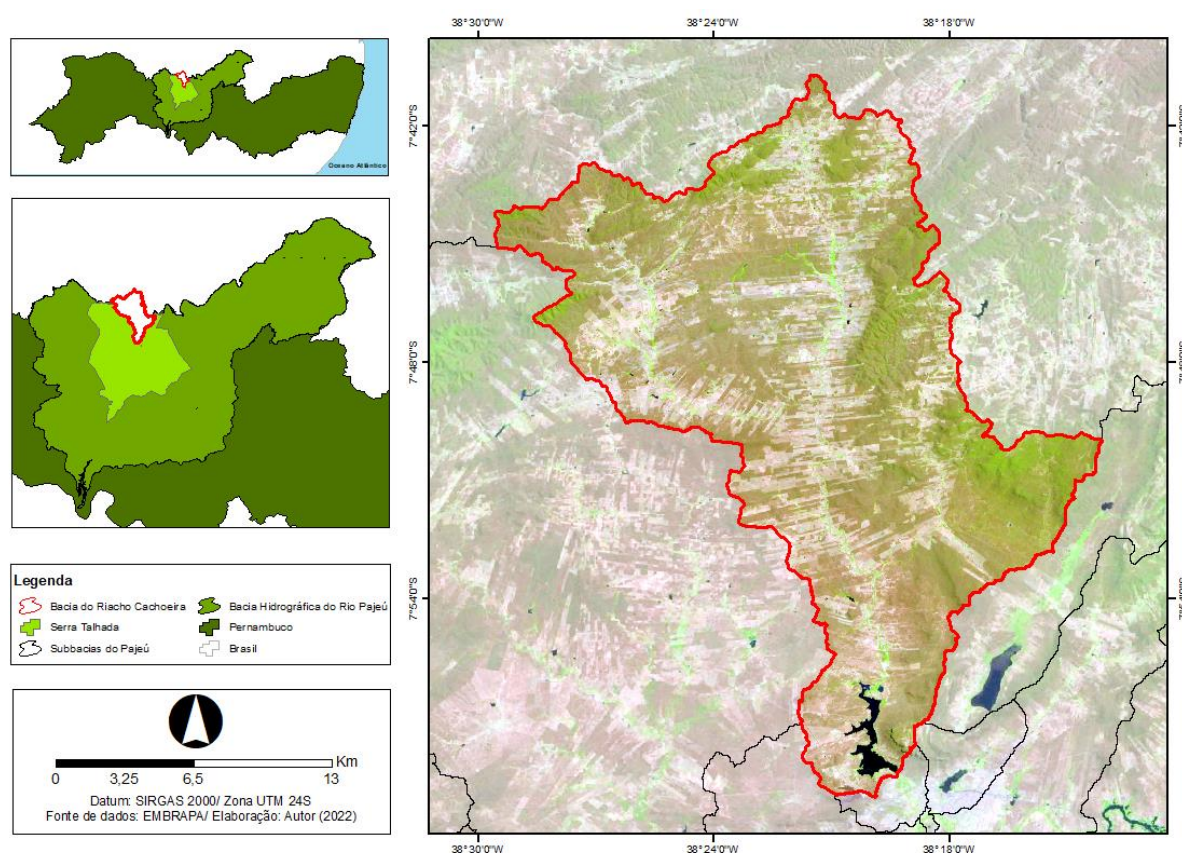 38°30'0"W 38°24'0"W 38°18'0"W
Oceano Atlântico
7°42'0"S
7°48'0"S
7°54'0"S
Legenda
Bacia do Riacho Cachoeira Bacia Hidrográfica do Rio Pajeú
Serra Talhada Pernambuco
Subbacias do Pajeú Brasil
Km
0 3,25 6,5 13
Datum: SIRGAS 2000/ Zona UTM 24S
Fonte de dados: EMBRAPA/ Elaboração: Autor (2022)
38°30'0"W 38°24'0"W 38°18'0"W